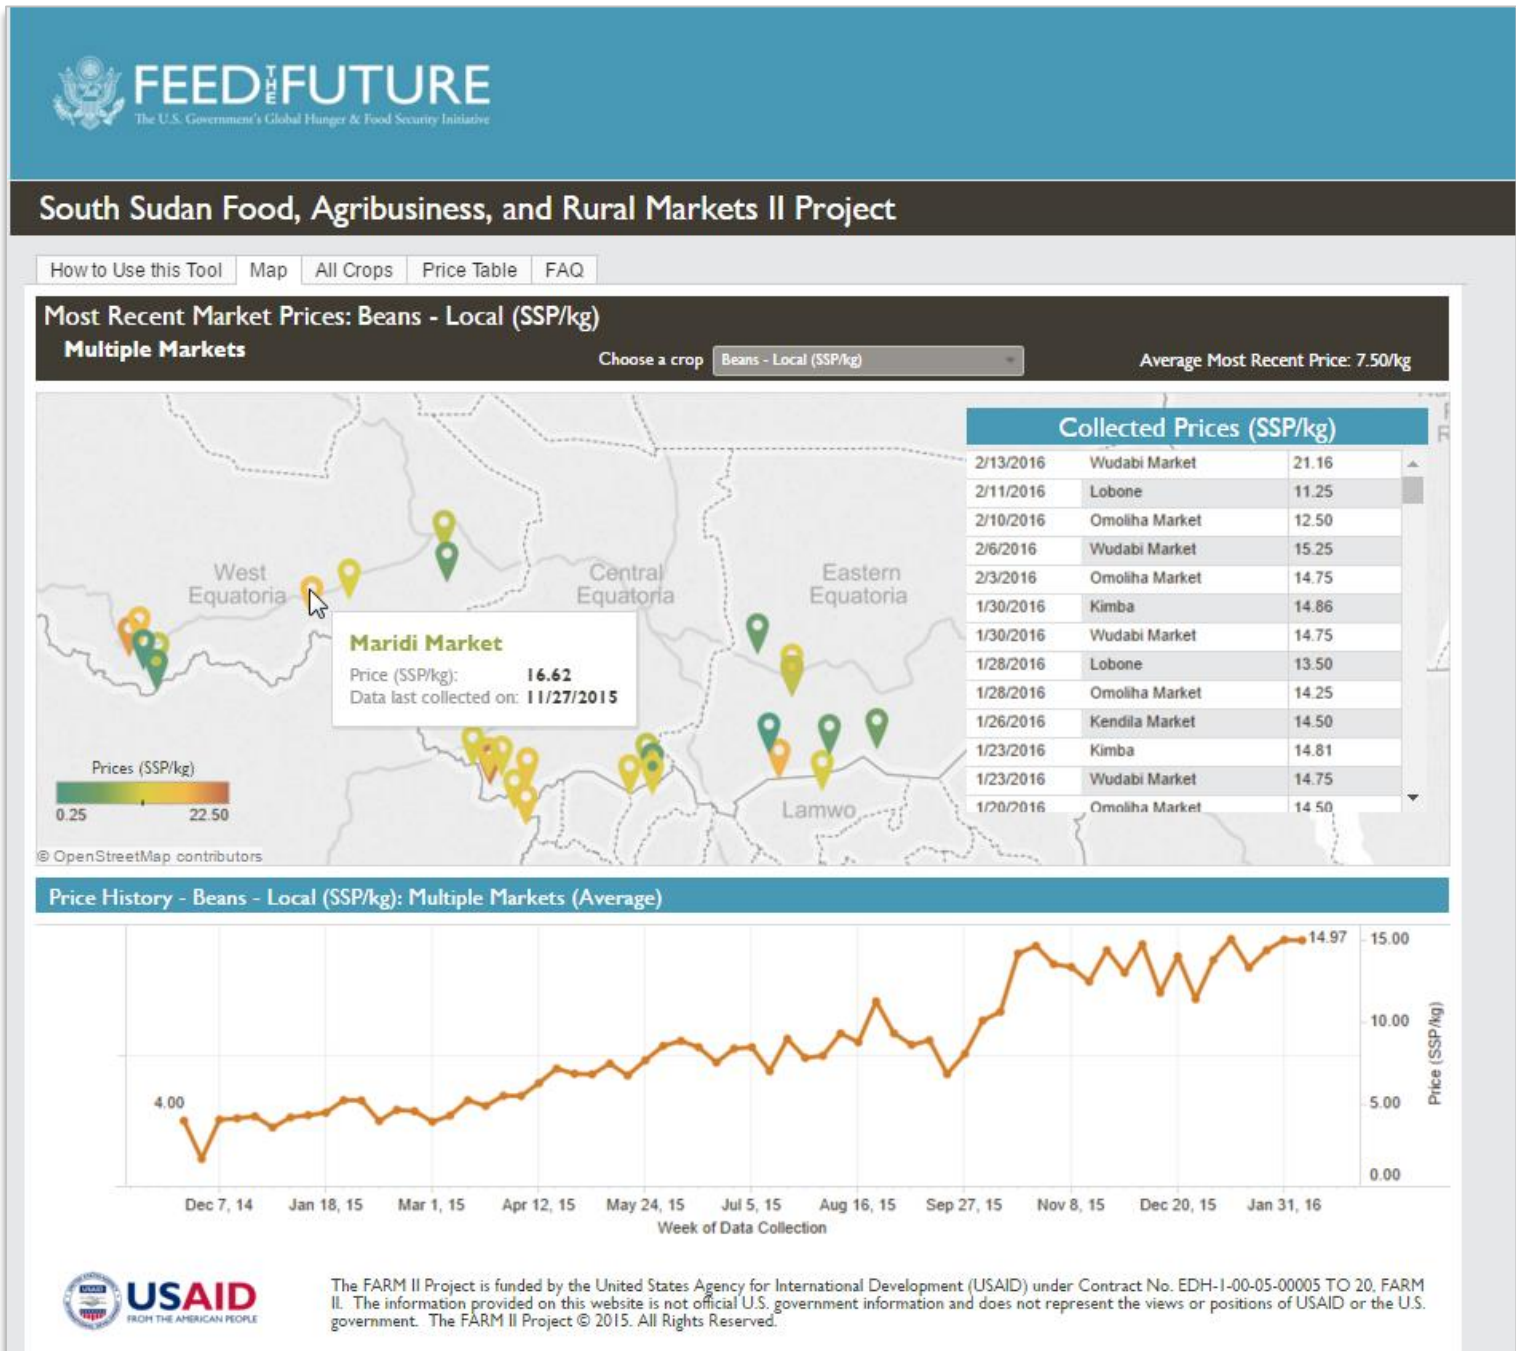 FEED THE FUTURE
The U.S. Government's Global Hunger & Food Security Initiative
South Sudan Food, Agribusiness, and Rural Markets II Project
How to Use this Tool Map All Crops Price Table FAQ
Most Recent Market Prices: Beans - Local (SSP/kg)
Multiple Markets
Choose a crop Beans - Local (SSP/kg) Average Most Recent Price: 7.50/kg
Collected Prices (SSP/kg)
2/13/2016 Wudabi Market 21.16
2/11/2016 Lobone 11.25
2/10/2016 Omoliha Market 12.50
2/6/2016 Wudabi Market 15.25
2/3/2016 Omoliha Market 14.75
1/30/2016 Kimba 14.86
1/30/2016 Wudabi Market 14.75
1/28/2016 Lobone 13.50
1/28/2016 Omoliha Market 14.25
1/26/2016 Kendila Market 14.50
1/23/2016 Kimba 14.81
1/23/2016 Wudabi Market 14.75
1/20/2016 Omoliha Market 14.50
West
Equatoria
Central
Equatoria
Eastern
Equatoria
Maridi Market
Price (SSP/kg): 16.62
Data last collected on: 11/27/2015
Lamwo
Prices (SSP/kg)
0.25 22.50
© OpenStreetMap contributors
Price History - Beans - Local (SSP/kg): Multiple Markets (Average)
14.97
4.00
15.00
10.00
5.00
0.00
Price (SSP/kg)
Dec 7, 14 Jan 18, 15 Mar 1, 15 Apr 12, 15 May 24, 15 Jul 5, 15 Aug 16, 15 Sep 27, 15 Nov 8, 15 Dec 20, 15 Jan 31, 16
Week of Data Collection
USAID
FROM THE AMERICAN PEOPLE
The FARM II Project is funded by the United States Agency for International Development (USAID) under Contract No. EDH-1-00-05-00005 TO 20, FARM
II. The information provided on this website is not official U.S. government information and does not represent the views or positions of USAID or the U.S.
government. The FARM II Project © 2015. All Rights Reserved.